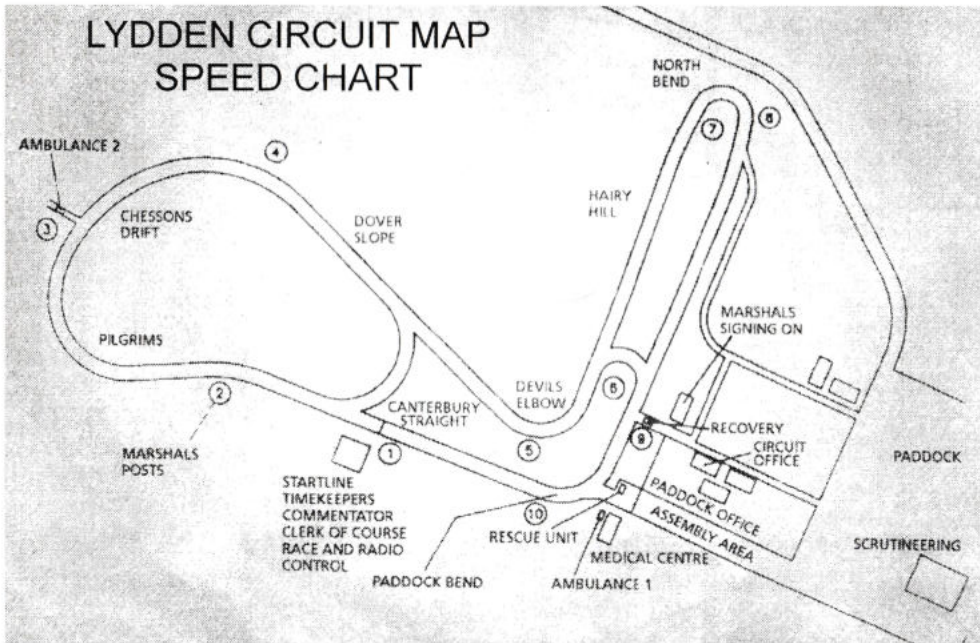 LYDDEN CIRCUIT MAP
SPEED CHART
NORTH
BEND
7
8
4
AMBULANCE 2
3
CHESSONS
DRIFT
HAIRY
HILL
DOVER
SLOPE
MARSHALS
SIGNING ON
PILGRIMS
2
DEVILS
ELBOW
6
CANTERBURY
STRAIGHT
1
5
9
RECOVERY
CIRCUIT
OFFICE
PADDOCK
MARSHALS
POSTS
STARTLINE
TIMEKEEPERS
COMMENTATOR
CLERK OF COURSE
RACE AND RADIO
CONTROL
10
RESCUE UNIT
PADDOCK OFFICE
ASSEMBLY AREA
SCRUTINEERING
MEDICAL CENTRE
PADDOCK BEND
AMBULANCE 1